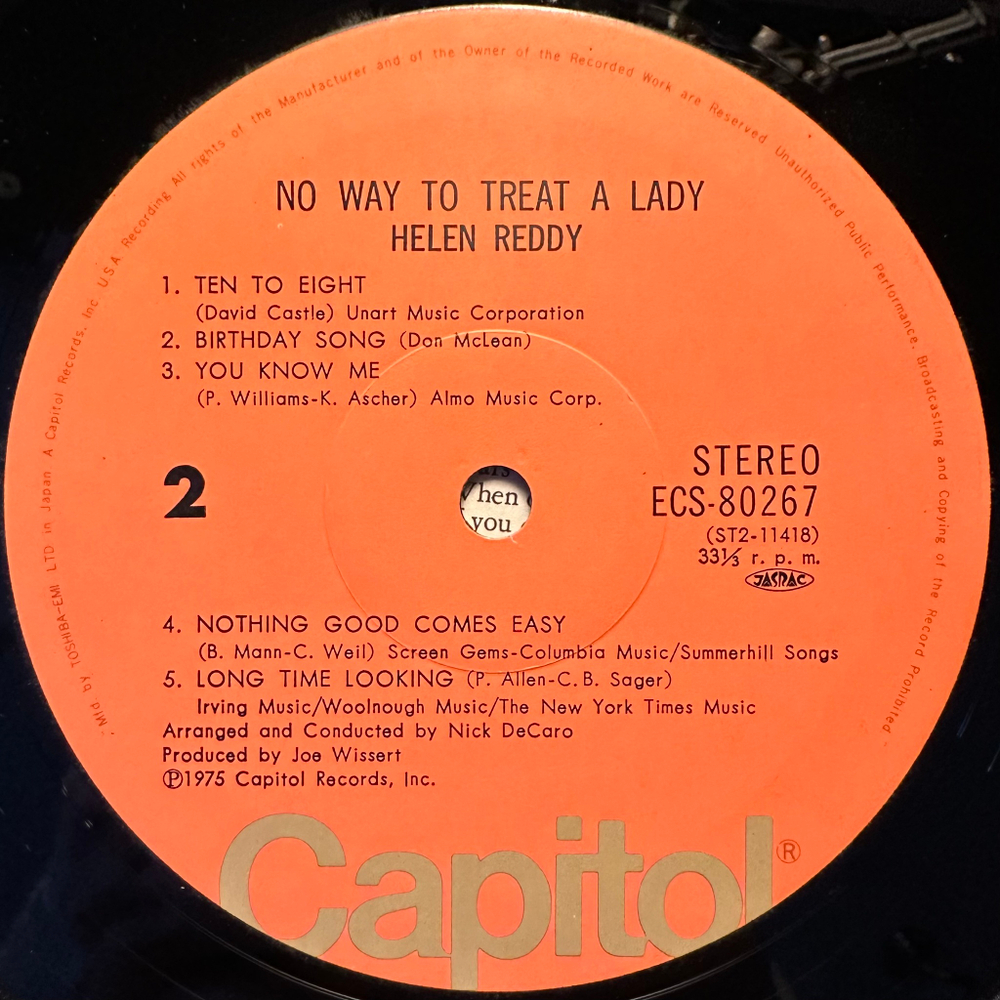 "Mfd. by TOSHIBA-EMI LTD in Japan A Capitol Records, Inc. U.S.A. Recording All rights of the Manufacturer and of the Owner of the Recorded Work are Reserved Unauthorized Public Performance. Broadcasting and Copying of the Record Prohibited"
NO WAY TO TREAT A LADY
HELEN REDDY
1. TEN TO EIGHT
(David Castle) Unart Music Corporation
2. BIRTHDAY SONG (Don McLean)
3. YOU KNOW ME
(P. Williams-K. Ascher) Almo Music Corp.
2
hen
you
STEREO
ECS-80267
(ST2-11418)
33⅓ r. p. m.
JASRAC
4. NOTHING GOOD COMES EASY
(B. Mann-C. Weil) Screen Gems-Columbia Music/Summerhill Songs
5. LONG TIME LOOKING (P. Allen-C.B. Sager)
Irving Music/Woolnough Music/The New York Times Music
Arranged and Conducted by Nick DeCaro
Produced by Joe Wissert
Ⓟ1975 Capitol Records, Inc.
Capitol®